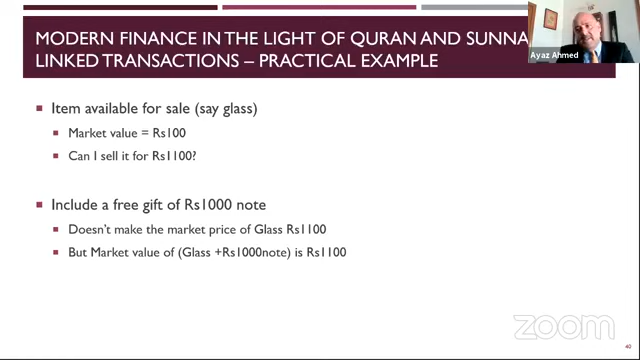 MODERN FINANCE IN THE LIGHT OF QURAN AND SUNNA
LINKED TRANSACTIONS – PRACTICAL EXAMPLE
Ayaz Ahmed
Item available for sale (say glass)
Market value = Rs100
Can I sell it for Rs1100?
Include a free gift of Rs1000 note
Doesn't make the market price of Glass Rs1100
But Market value of (Glass +Rs1000note) is Rs1100
zoom
40